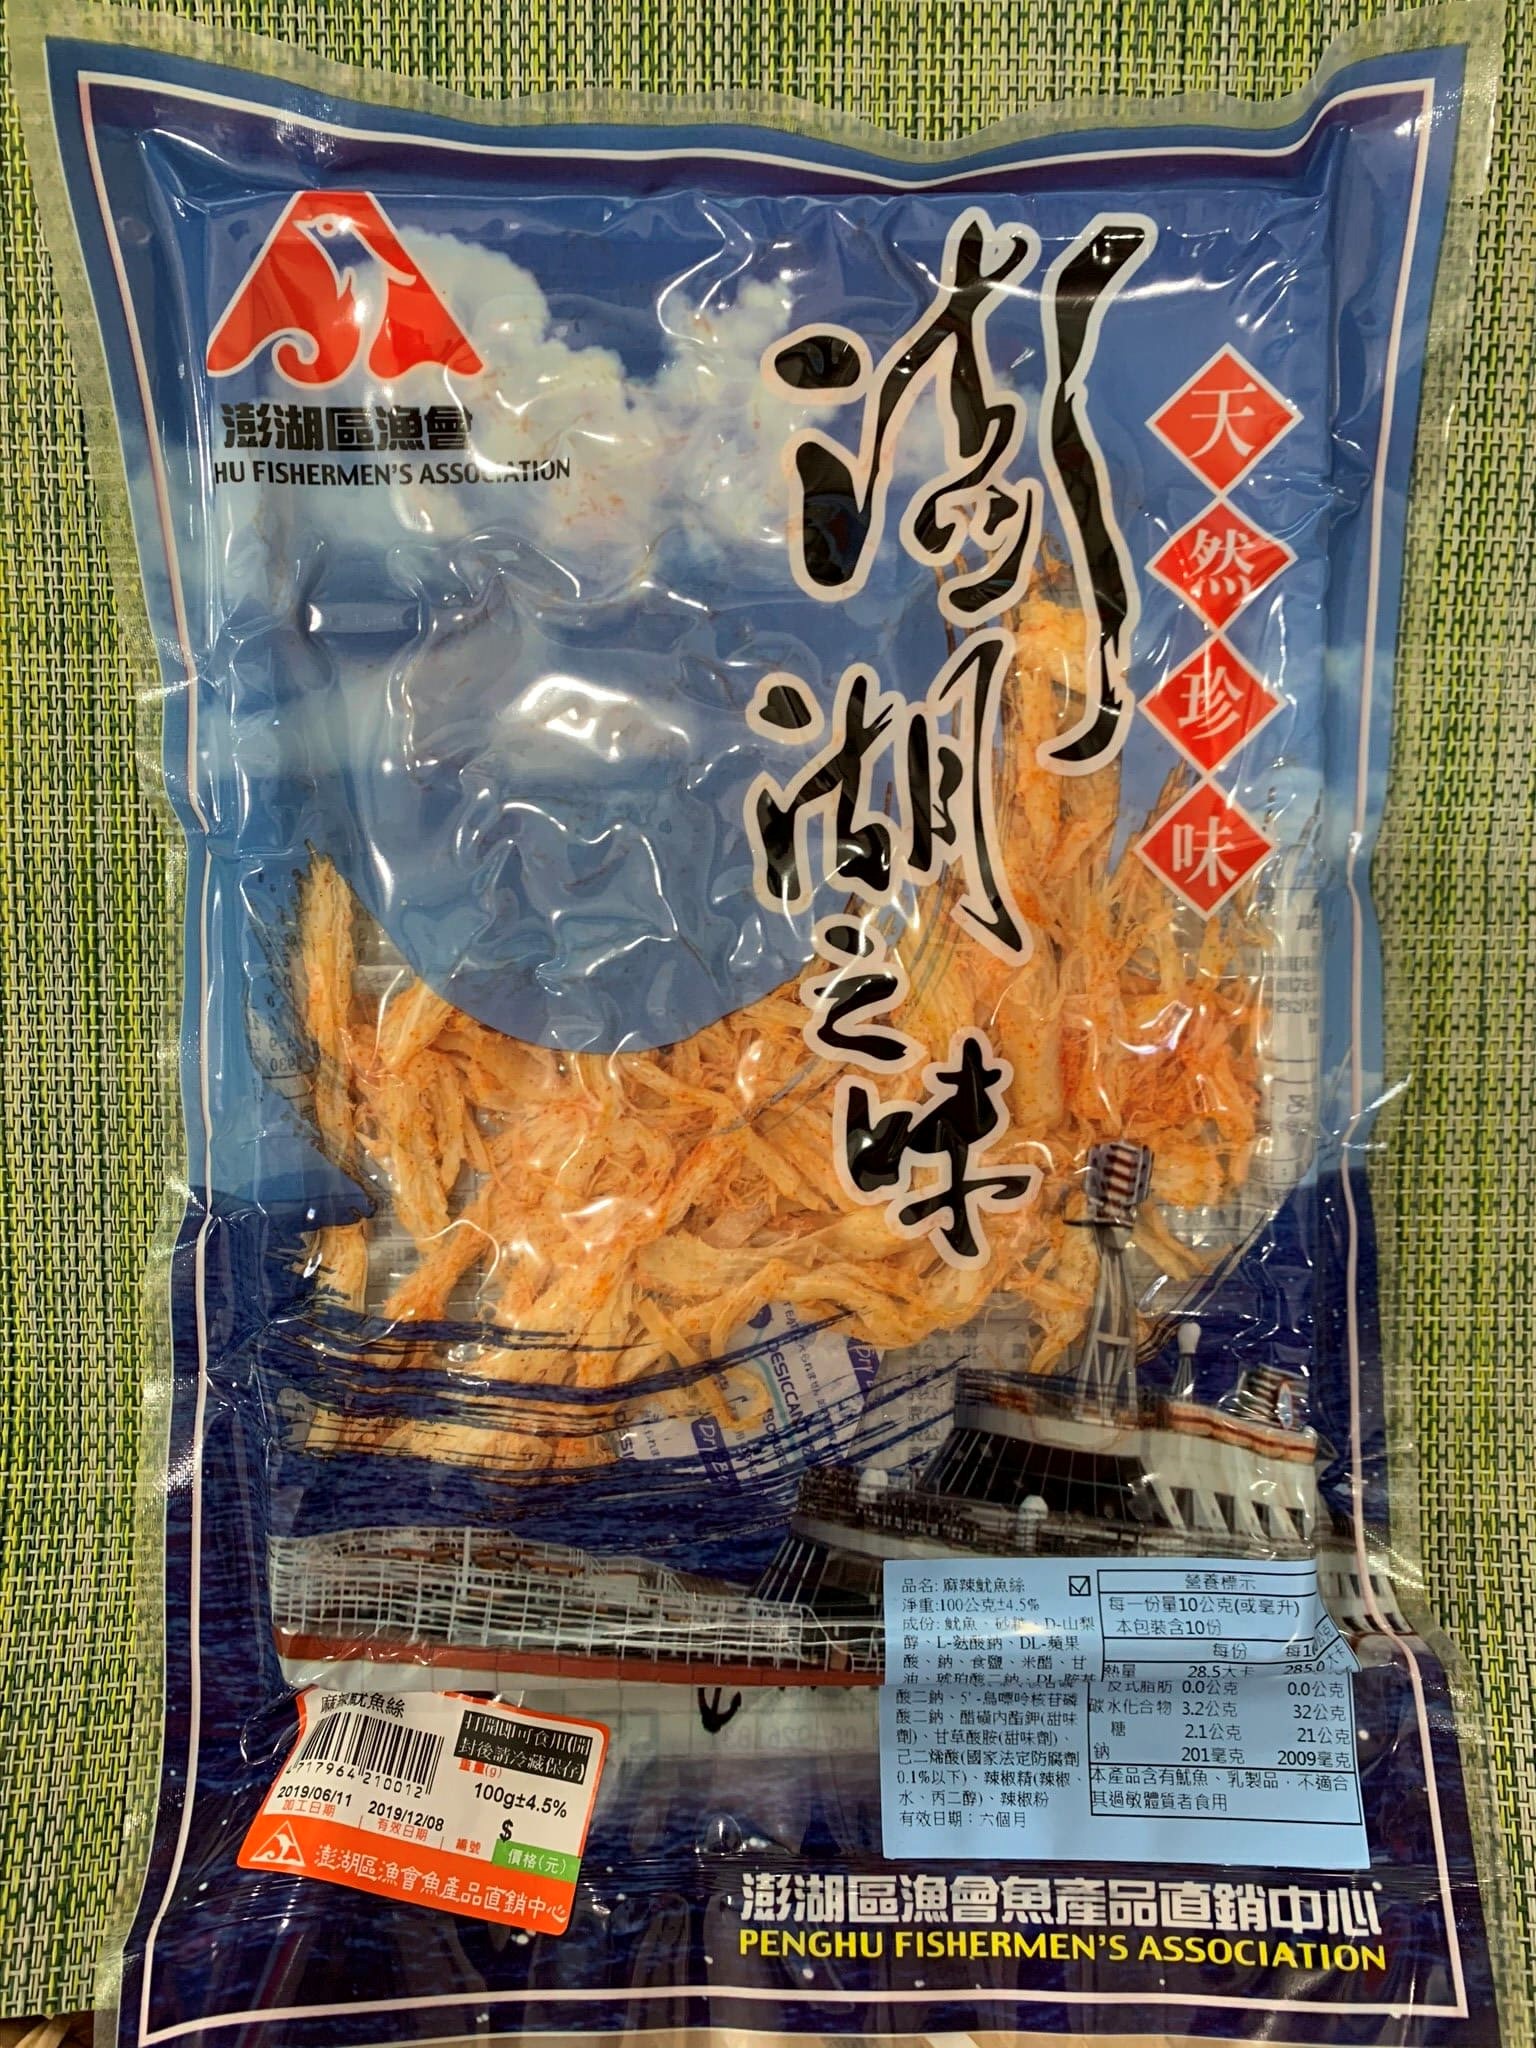 澎湖區漁會
HU FISHERMEN'S ASSOCIATION
澎湖之味
天然珍味
DESICCANT
品名: 麻辣魷魚絲
淨重:100公克±4.5%
成份: 魷魚、砂糖、D-山梨
醇、L-麩酸鈉、DL-蘋果
酸、鈉、食鹽、米醋、甘
酸二鈉、5'-烏嘌呤核苷磷
酸二鈉、醋磺內酯鉀(甜味
劑)、甘草酸胺(甜味劑)、
己二烯酸(國家法定防腐劑
0.1%以下)、辣椒精(辣椒、
水、丙二醇)、辣椒粉
有效日期：六個月
營養標示
每一份量10公克(或毫升)
本包裝含10份
每份
熱量 28.5大卡 285.0大卡
反式脂肪 0.0公克 0.0公克
碳水化合物 3.2公克 32公克
糖 2.1公克 21公克
鈉 201毫克 2009毫克
本產品含有魷魚、乳製品，不適合
其過敏體質者食用
麻辣魷魚絲
打開即可食用(開
封後請冷藏保存)
4 717964 210012
重量(g)
100g±4.5%
2019/06/11
加工日期
2019/12/08
有效日期
編號
$
價格(元)
澎湖區漁會魚產品直銷中心
澎湖區漁會魚產品直銷中心
PENGHU FISHERMEN'S ASSOCIATION